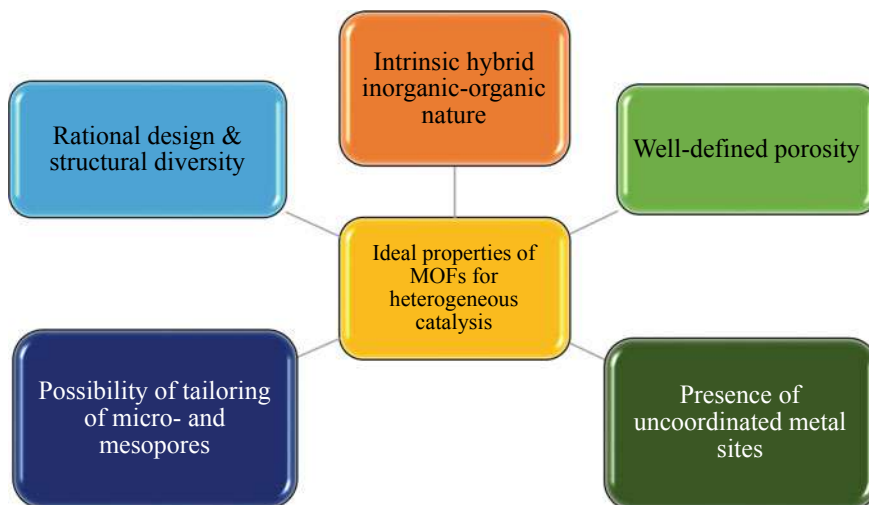 Intrinsic hybrid
inorganic-organic
nature
Rational design &
structural diversity
Well-defined porosity
Ideal properties of
MOFs for
heterogeneous
catalysis
Possibility of tailoring
of micro- and
mesopores
Presence of
uncoordinated metal
sites